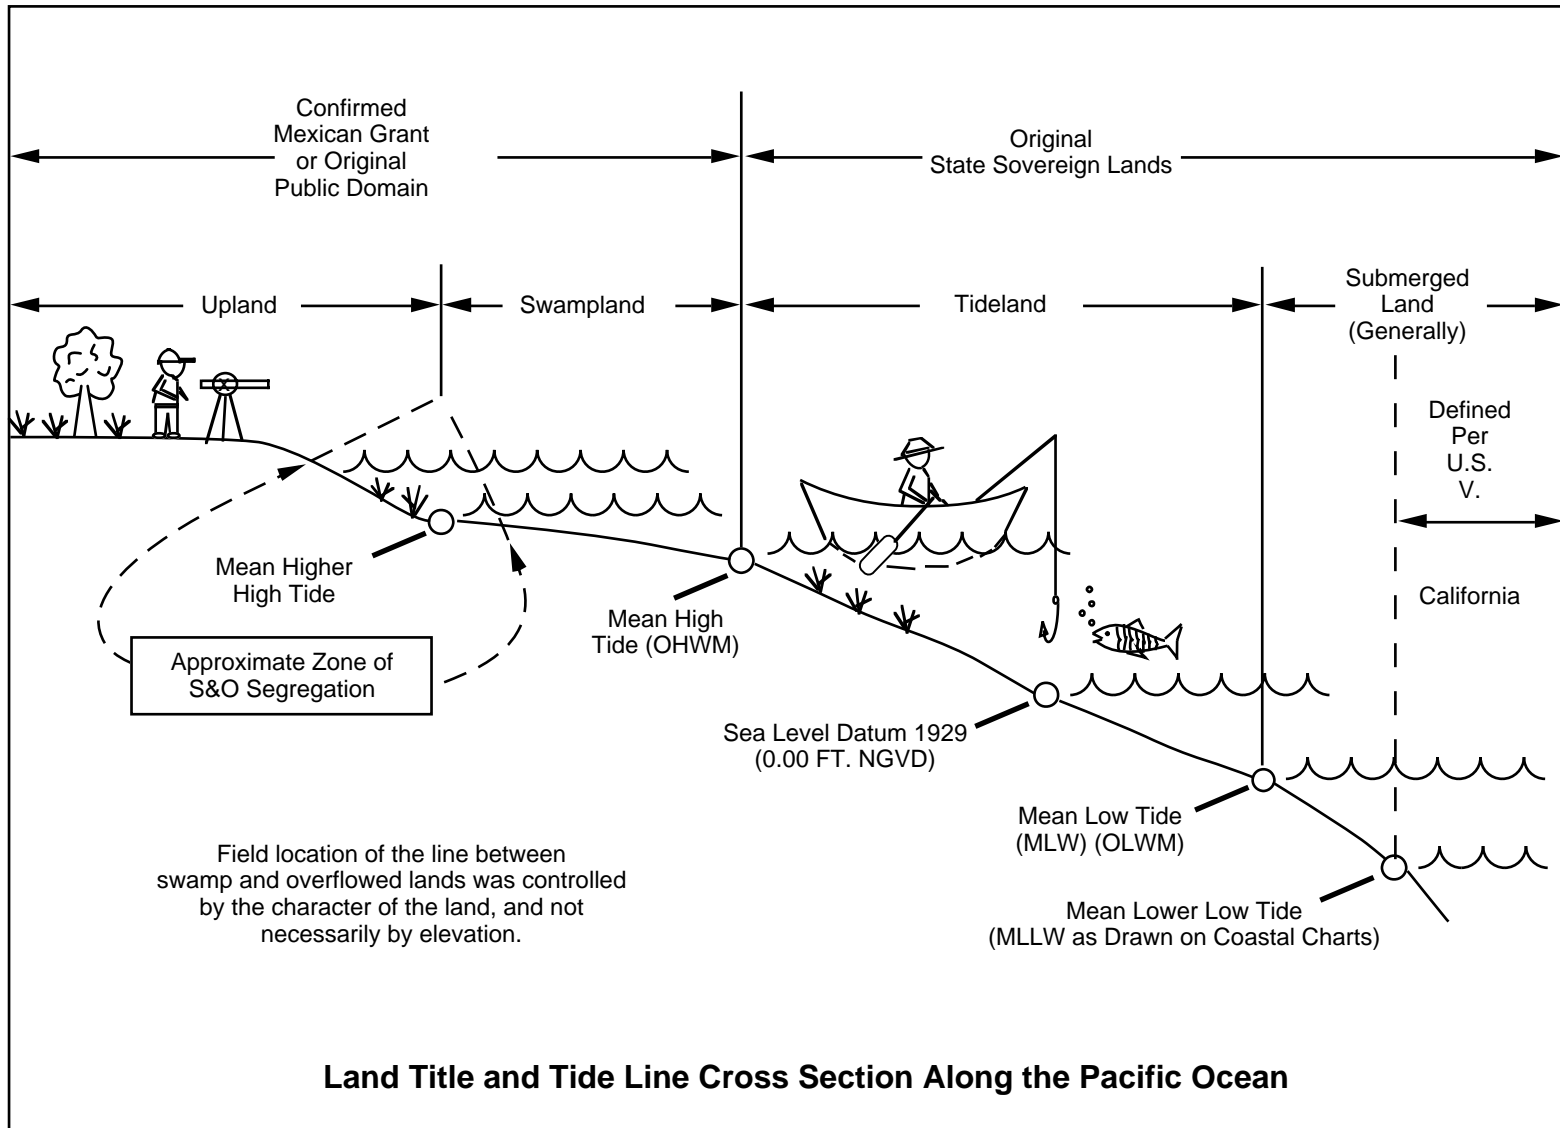 Confirmed
Mexican Grant
or Original
Public Domain
Original
State Sovereign Lands
Upland
Swampland
Tideland
Submerged
Land
(Generally)
Defined
Per
U.S.
V.
California
Mean Higher
High Tide
Mean High
Tide (OHWM)
Approximate Zone of
S&O Segregation
Sea Level Datum 1929
(0.00 FT. NGVD)
Mean Low Tide
(MLW) (OLWM)
Mean Lower Low Tide
(MLLW as Drawn on Coastal Charts)
Field location of the line between
swamp and overflowed lands was controlled
by the character of the land, and not
necessarily by elevation.
Land Title and Tide Line Cross Section Along the Pacific Ocean